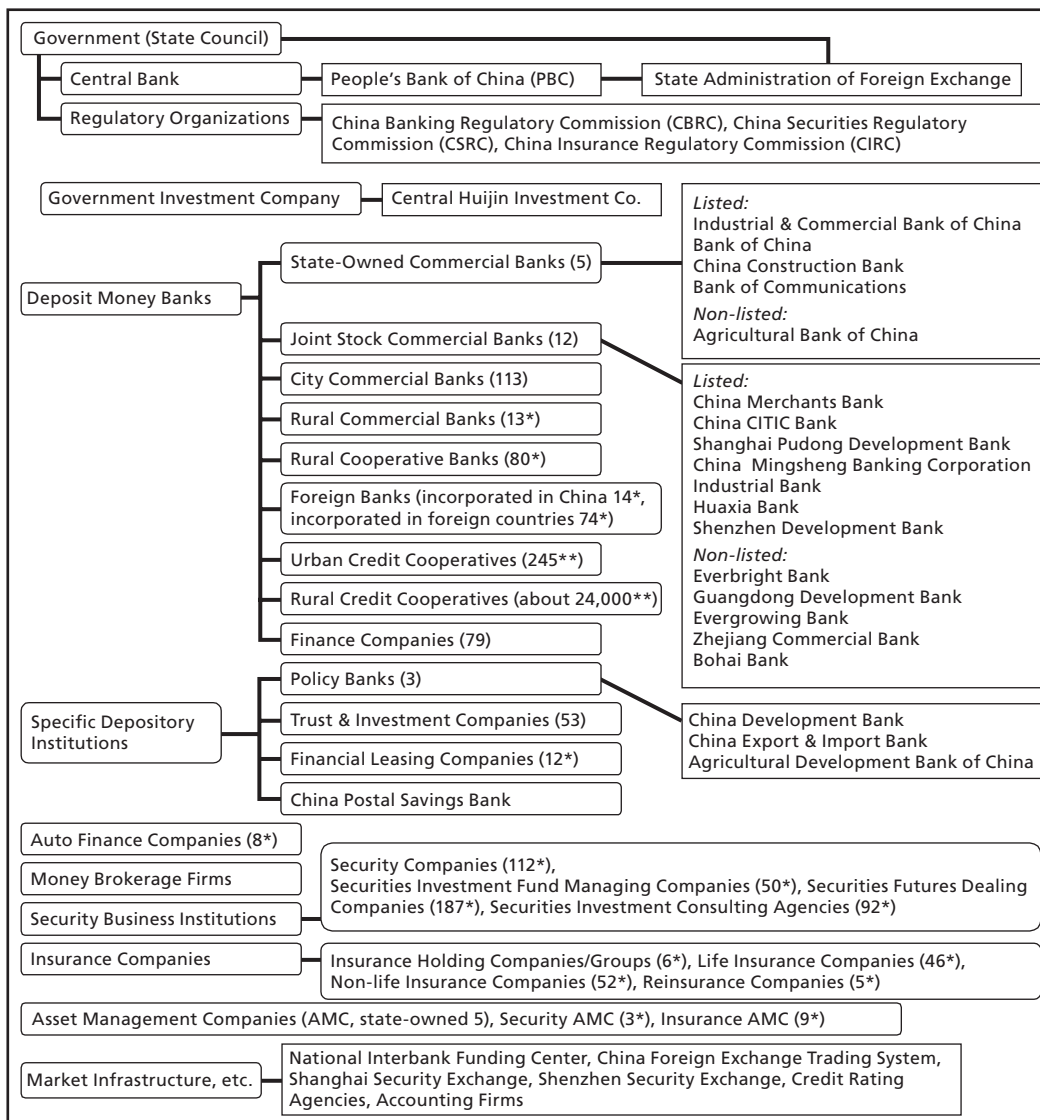 Government (State Council)
Central Bank
People's Bank of China (PBC)
State Administration of Foreign Exchange
Regulatory Organizations
China Banking Regulatory Commission (CBRC), China Securities Regulatory
Commission (CSRC), China Insurance Regulatory Commission (CIRC)
Government Investment Company
Central Huijin Investment Co.
Deposit Money Banks
State-Owned Commercial Banks (5)
Listed:
Industrial & Commercial Bank of China
Bank of China
China Construction Bank
Bank of Communications
Non-listed:
Agricultural Bank of China
Joint Stock Commercial Banks (12)
Listed:
China Merchants Bank
China CITIC Bank
Shanghai Pudong Development Bank
China Mingsheng Banking Corporation
Industrial Bank
Huaxia Bank
Shenzhen Development Bank
Non-listed:
Everbright Bank
Guangdong Development Bank
Evergrowing Bank
Zhejiang Commercial Bank
Bohai Bank
City Commercial Banks (113)
Rural Commercial Banks (13*)
Rural Cooperative Banks (80*)
Foreign Banks (incorporated in China 14*,
incorporated in foreign countries 74*)
Urban Credit Cooperatives (245**)
Rural Credit Cooperatives (about 24,000**)
Finance Companies (79)
Specific Depository
Institutions
Policy Banks (3)
China Development Bank
China Export & Import Bank
Agricultural Development Bank of China
Trust & Investment Companies (53)
Financial Leasing Companies (12*)
China Postal Savings Bank
Auto Finance Companies (8*)
Money Brokerage Firms
Security Business Institutions
Security Companies (112*),
Securities Investment Fund Managing Companies (50*), Securities Futures Dealing
Companies (187*), Securities Investment Consulting Agencies (92*)
Insurance Companies
Insurance Holding Companies/Groups (6*), Life Insurance Companies (46*),
Non-life Insurance Companies (52*), Reinsurance Companies (5*)
Asset Management Companies (AMC, state-owned 5), Security AMC (3*), Insurance AMC (9*)
Market Infrastructure, etc.
National Interbank Funding Center, China Foreign Exchange Trading System,
Shanghai Security Exchange, Shenzhen Security Exchange, Credit Rating
Agencies, Accounting Firms